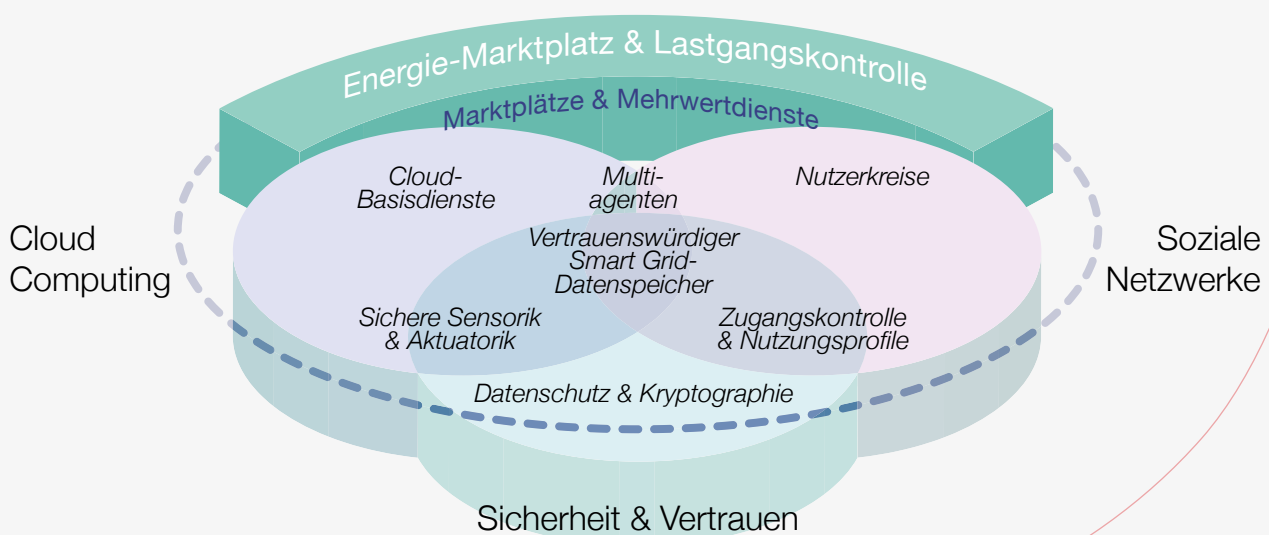 Energie-Marktplatz & Lastgangskontrolle
Marktplätze & Mehrwertdienste
Cloud-
Basisdienste
Multi-
agenten
Nutzerkreise
Cloud
Computing
Vertrauenswürdiger
Smart Grid-
Datenspeicher
Soziale
Netzwerke
Sichere Sensorik
& Aktuatorik
Zugangskontrolle
& Nutzungsprofile
Datenschutz & Kryptographie
Sicherheit & Vertrauen